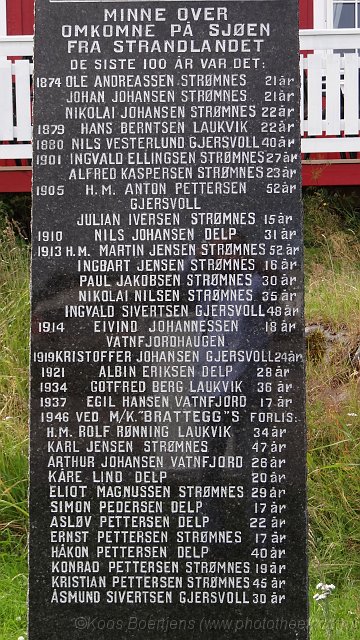 MINNE OVER
OMKOMNE PÅ SJØEN
FRA STRANDLANDET
DE SISTE 100 ÅR VAR DET:
1874 OLE ANDREASSEN STRØMNES 21 år
JOHAN JOHANSEN STRØMNES 21 år
NIKOLAI JOHANSEN STRØMNES 22 år
1879 HANS BERNTSEN LAUKVIK 22 år
1880 NILS VESTERLUND GJERSVOLL 40 år
1901 INGVALD ELLINGSEN STRØMNES 27 år
ALFRED KASPERSEN STRØMNES 23 år
1905 H.M. ANTON PETTERSEN 52 år
GJERSVOLL
JULIAN IVERSEN STRØMNES 15 år
1910 NILS JOHANSEN DELP 31 år
1913 H.M. MARTIN JENSEN STRØMNES 52 år
INGBART JENSEN STRØMNES 16 år
PAUL JAKOBSEN STRØMNES 30 år
NIKOLAI NILSEN STRØMNES 35 år
INGVALD SIVERTSEN GJERSVOLL 48 år
1914 EIVIND JOHANNESSEN 18 år
VATNFJORDHAUGEN
1919 KRISTOFFER JOHANSEN GJERSVOLL 24 år
1921 ALBIN ERIKSEN DELP 28 år
1934 GOTFRED BERG LAUKVIK 36 år
1937 EGIL HANSEN VATNFJORD 17 år
1946 VED M/K."BRATTEGG"S FORLIS:
H.M. ROLF RØNNING LAUKVIK 34 år
KARL JENSEN STRØMNES 47 år
ARTHUR JOHANSEN VATNFJORD 26 år
KÅRE LIND DELP 20 år
ELIOT MAGNUSSEN STRØMNES 29 år
SIMON PEDERSEN DELP 17 år
ASLØV PETTERSEN DELP 22 år
ERNST PETTERSEN STRØMNES 17 år
HÅKON PETTERSEN DELP 40 år
KONRAD PETTERSEN STRØMNES 19 år
KRISTIAN PETTERSEN STRØMNES 45 år
ÅSMUND SIVERTSEN GJERSVOLL 30 år
©Koos Boertjens (www.phototheek.com)